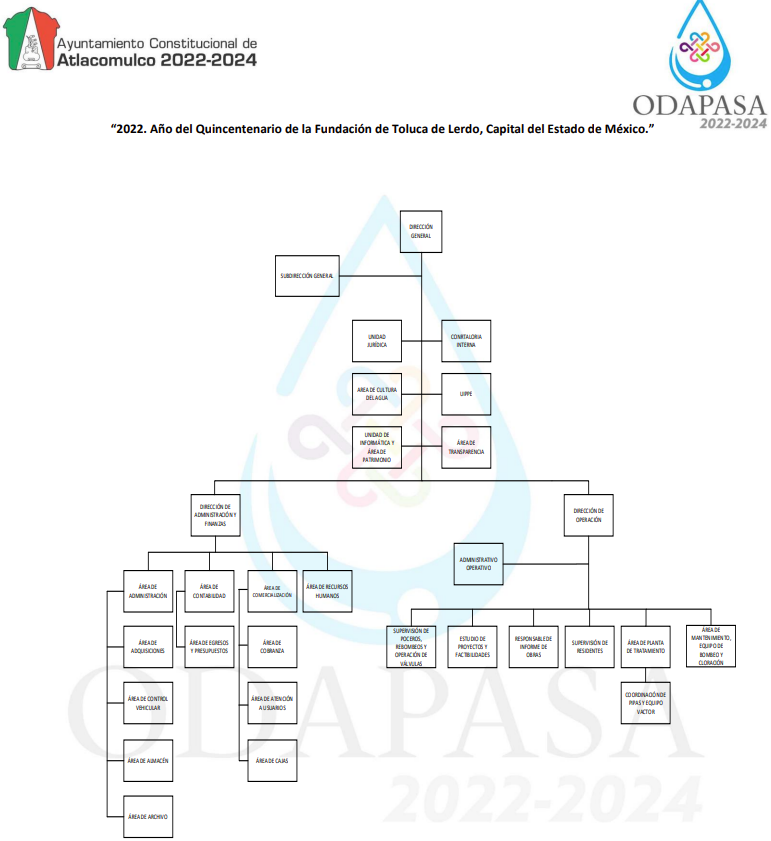 Ayuntamiento Constitucional de
Atlacomulco 2022-2024
ODAPASA
2022-2024
“2022. Año del Quincentenario de la Fundación de Toluca de Lerdo, Capital del Estado de México.”
DIRECCIÓN
GENERAL
SUBDIRECCIÓN GENERAL
UNIDAD
JURÍDICA
CONRTALORIA
INTERNA
AREA DE CULTURA
DEL AGUA
UIPPE
UNIDAD DE
INFORMÁTICA Y
ÁREA DE
PATRIMONIO
ÁREA DE
TRANSPARENCIA
DIRECCIÓN DE
ADMINISTRACIÓN Y
FINANZAS
DIRECCIÓN DE
OPERACIÓN
ADMINISTRATIVO
OPERATIVO
ÁREA DE
ADMINISTRACIÓN
ÁREA DE
CONTABILIDAD
ÁREA DE
COMERCIALIZACIÓN
ÁREA DE RECURSOS
HUMANOS
SUPERVISIÓN DE
POCEROS,
REBOMBEOS Y
OPERACIÓN DE
VÁLVULAS
ESTUDIO DE
PROYECTOS Y
FACTIBILIDADES
RESPONSABLE DE
INFORME DE
OBRAS
SUPERVISIÓN DE
RESIDENTES
ÁREA DE PLANTA
DE TRATAMIENTO
ÁREA DE
MANTENIMIENTO,
EQUIPO DE
BOMBEO Y
CLORACIÓN
ÁREA DE
ADQUISICIONES
ÁREA DE EGRESOS
Y PRESUPUESTOS
ÁREA DE
COBRANZA
ÁREA DE CONTROL
VEHICULAR
ÁREA DE ATENCIÓN
A USUARIOS
COORDINACIÓN DE
PIPAS Y EQUIPO
VACTOR
ÁREA DE ALMACÉN
ÁREA DE CAJAS
ÁREA DE ARCHIVO
ODAPASA
2022-2024